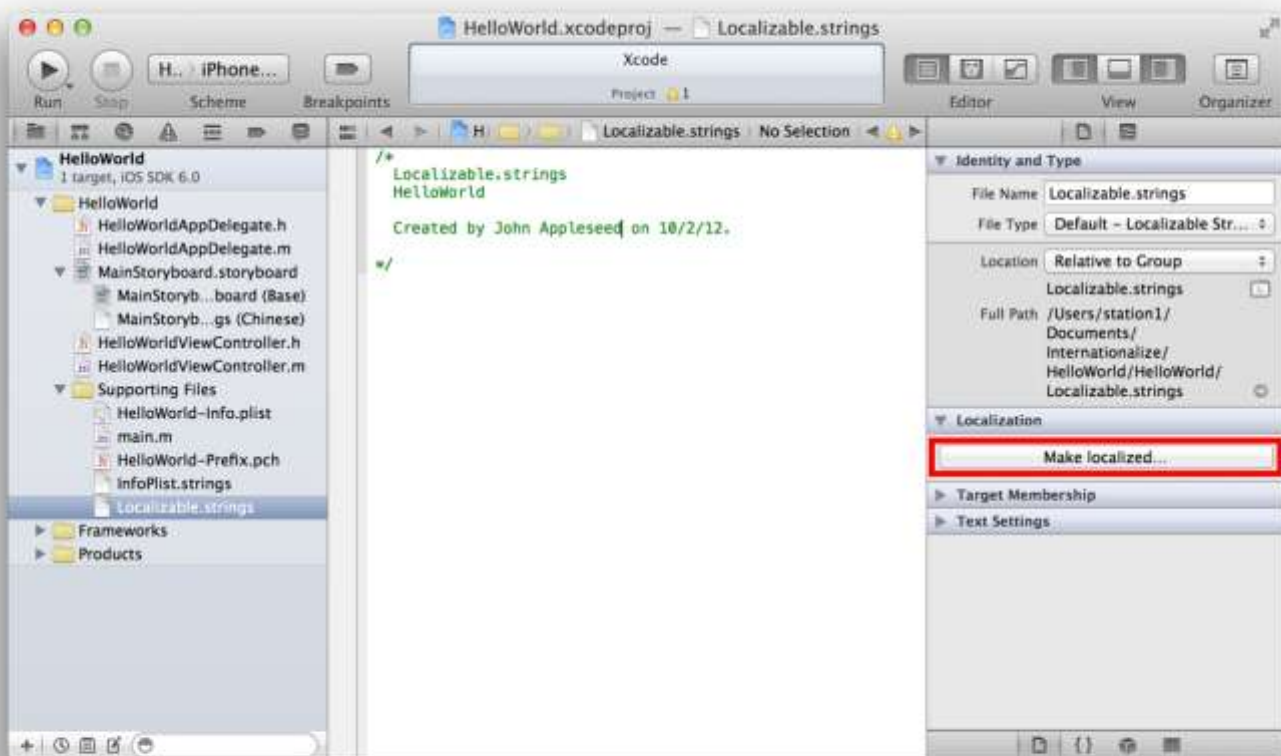 HelloWorld.xcodeproj — Localizable.strings
Run
Stop
H.. iPhone...
Scheme
Breakpoints
Xcode
Project 1
Editor
View
Organizer
H
Localizable.strings
No Selection
HelloWorld
1 target, iOS SDK 6.0
HelloWorld
HelloWorldAppDelegate.h
HelloWorldAppDelegate.m
MainStoryboard.storyboard
MainStoryb...board (Base)
MainStoryb...gs (Chinese)
HelloWorldViewController.h
HelloWorldViewController.m
Supporting Files
HelloWorld-Info.plist
main.m
HelloWorld-Prefix.pch
InfoPlist.strings
Localizable.strings
Frameworks
Products
/*
Localizable.strings
HelloWorld
Created by John Appleseed on 10/2/12.
*/
Identity and Type
File Name Localizable.strings
File Type Default - Localizable Str...
Location Relative to Group
Localizable.strings
Full Path /Users/station1/
Documents/
Internationalize/
HelloWorld/HelloWorld/
Localizable.strings
Localization
Make localized...
Target Membership
Text Settings